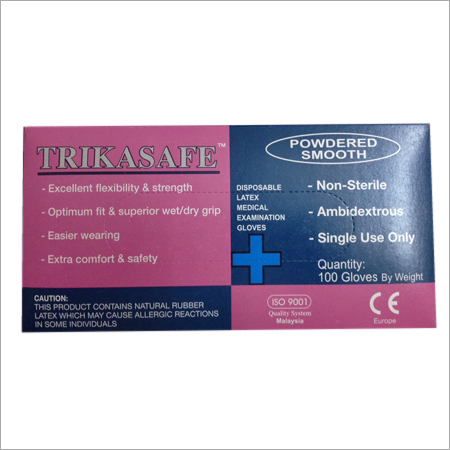 TRIKASAFE™
- Excellent flexibility & strength
- Optimum fit & superior wet/dry grip
- Easier wearing
- Extra comfort & safety
CAUTION:
THIS PRODUCT CONTAINS NATURAL RUBBER
LATEX WHICH MAY CAUSE ALLERGIC REACTIONS
IN SOME INDIVIDUALS
POWDERED
SMOOTH
DISPOSABLE
LATEX
MEDICAL
EXAMINATION
GLOVES
- Non-Sterile
- Ambidextrous
- Single Use Only
Quantity:
100 Gloves By Weight
ISO 9001
Quality System
Malaysia
CE
Europe